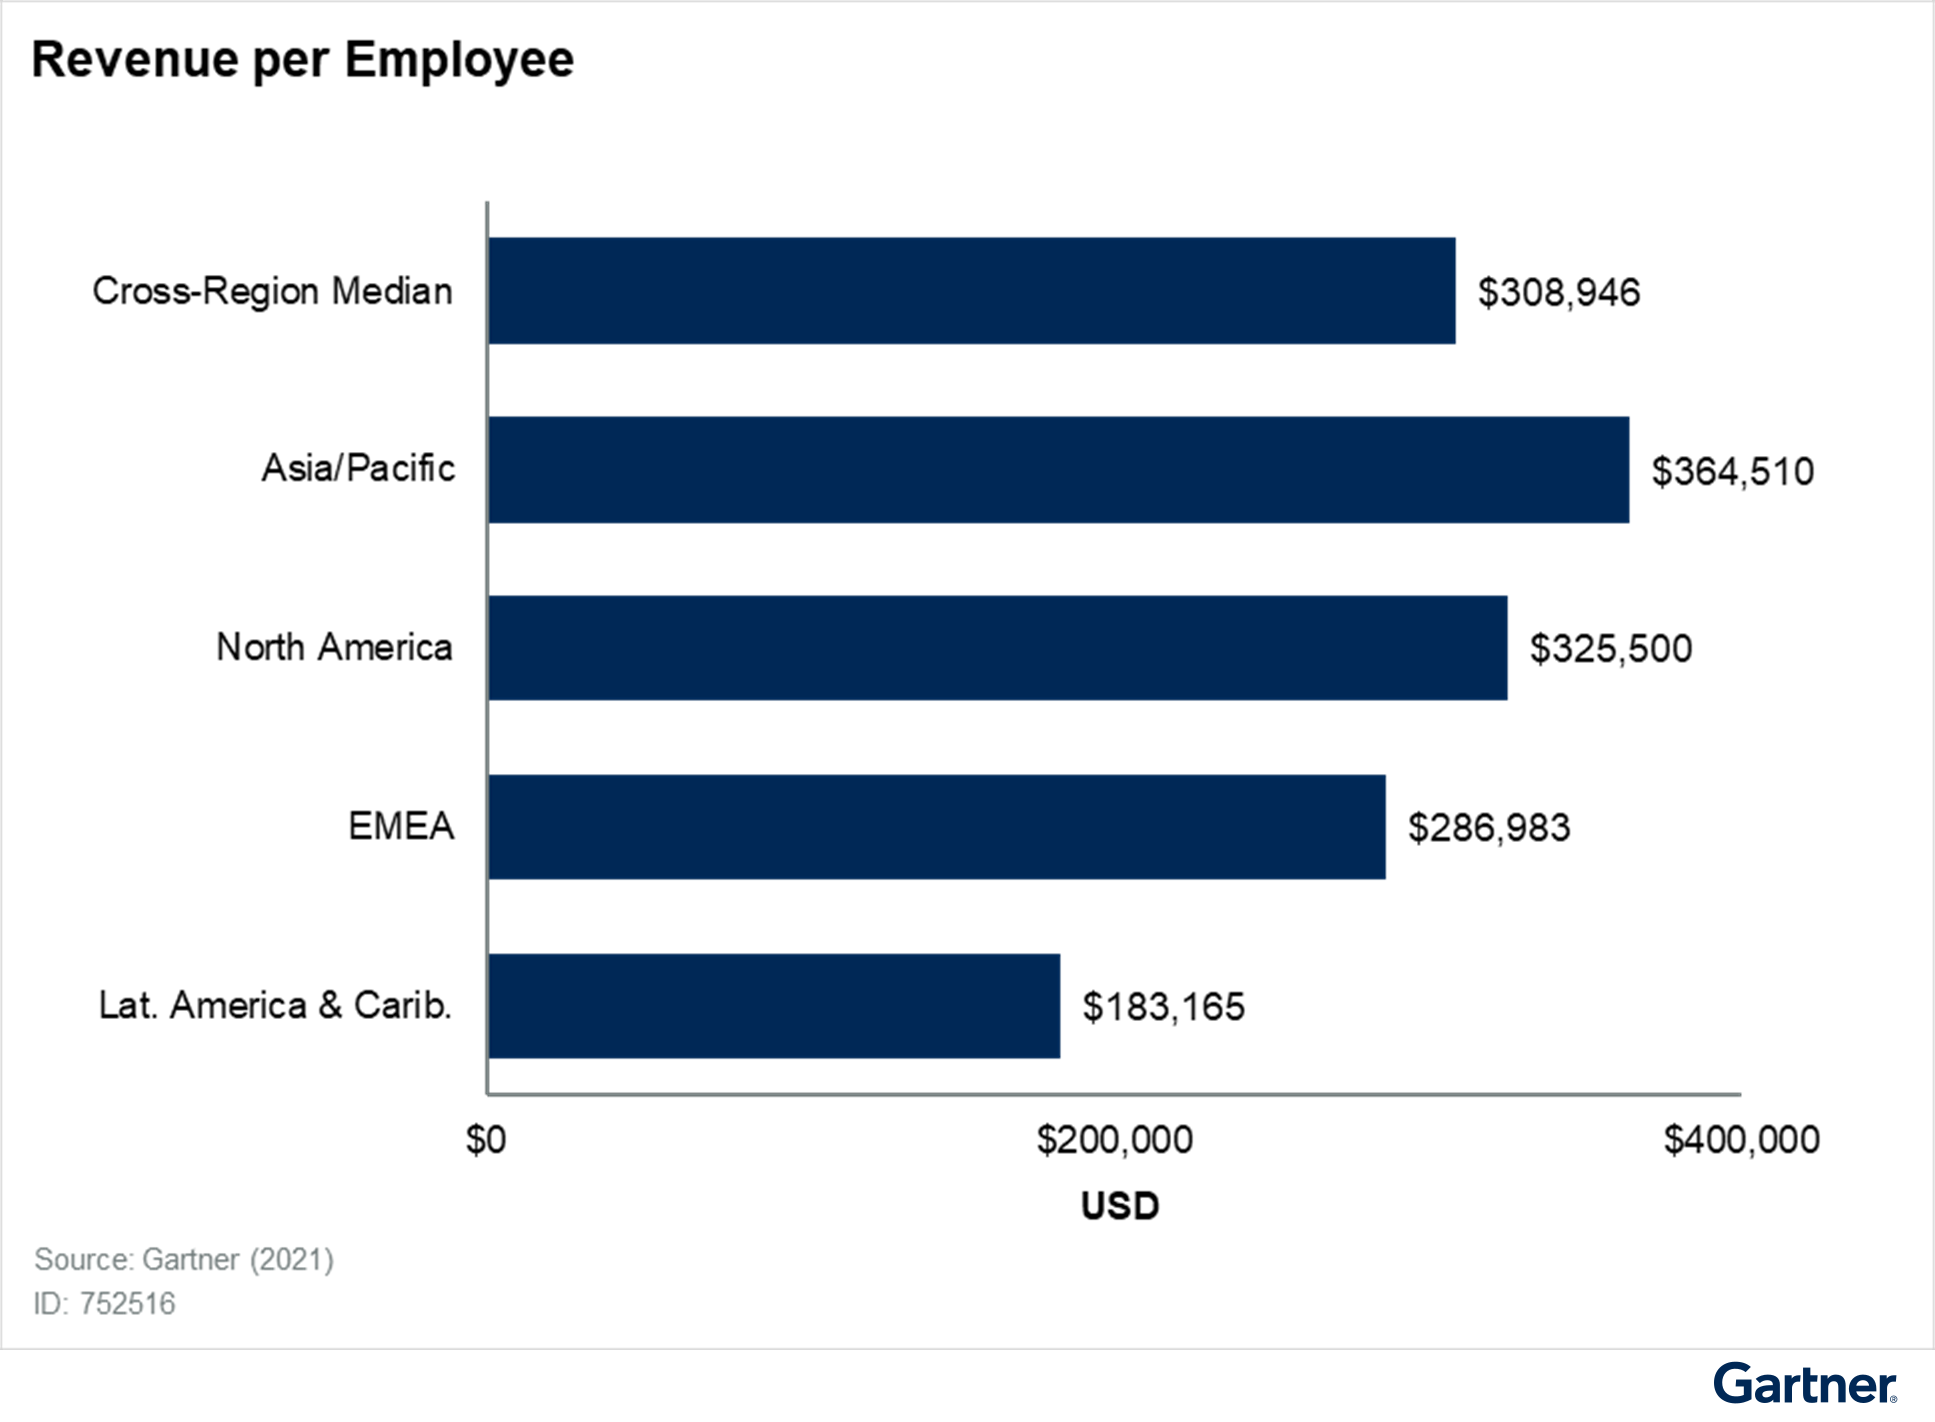 Revenue per Employee
Cross-Region Median $308,946
Asia/Pacific $364,510
North America $325,500
EMEA $286,983
Lat. America & Carib. $183,165
$0 $200,000 $400,000
USD
Source: Gartner (2021)
ID: 752516
Gartner®